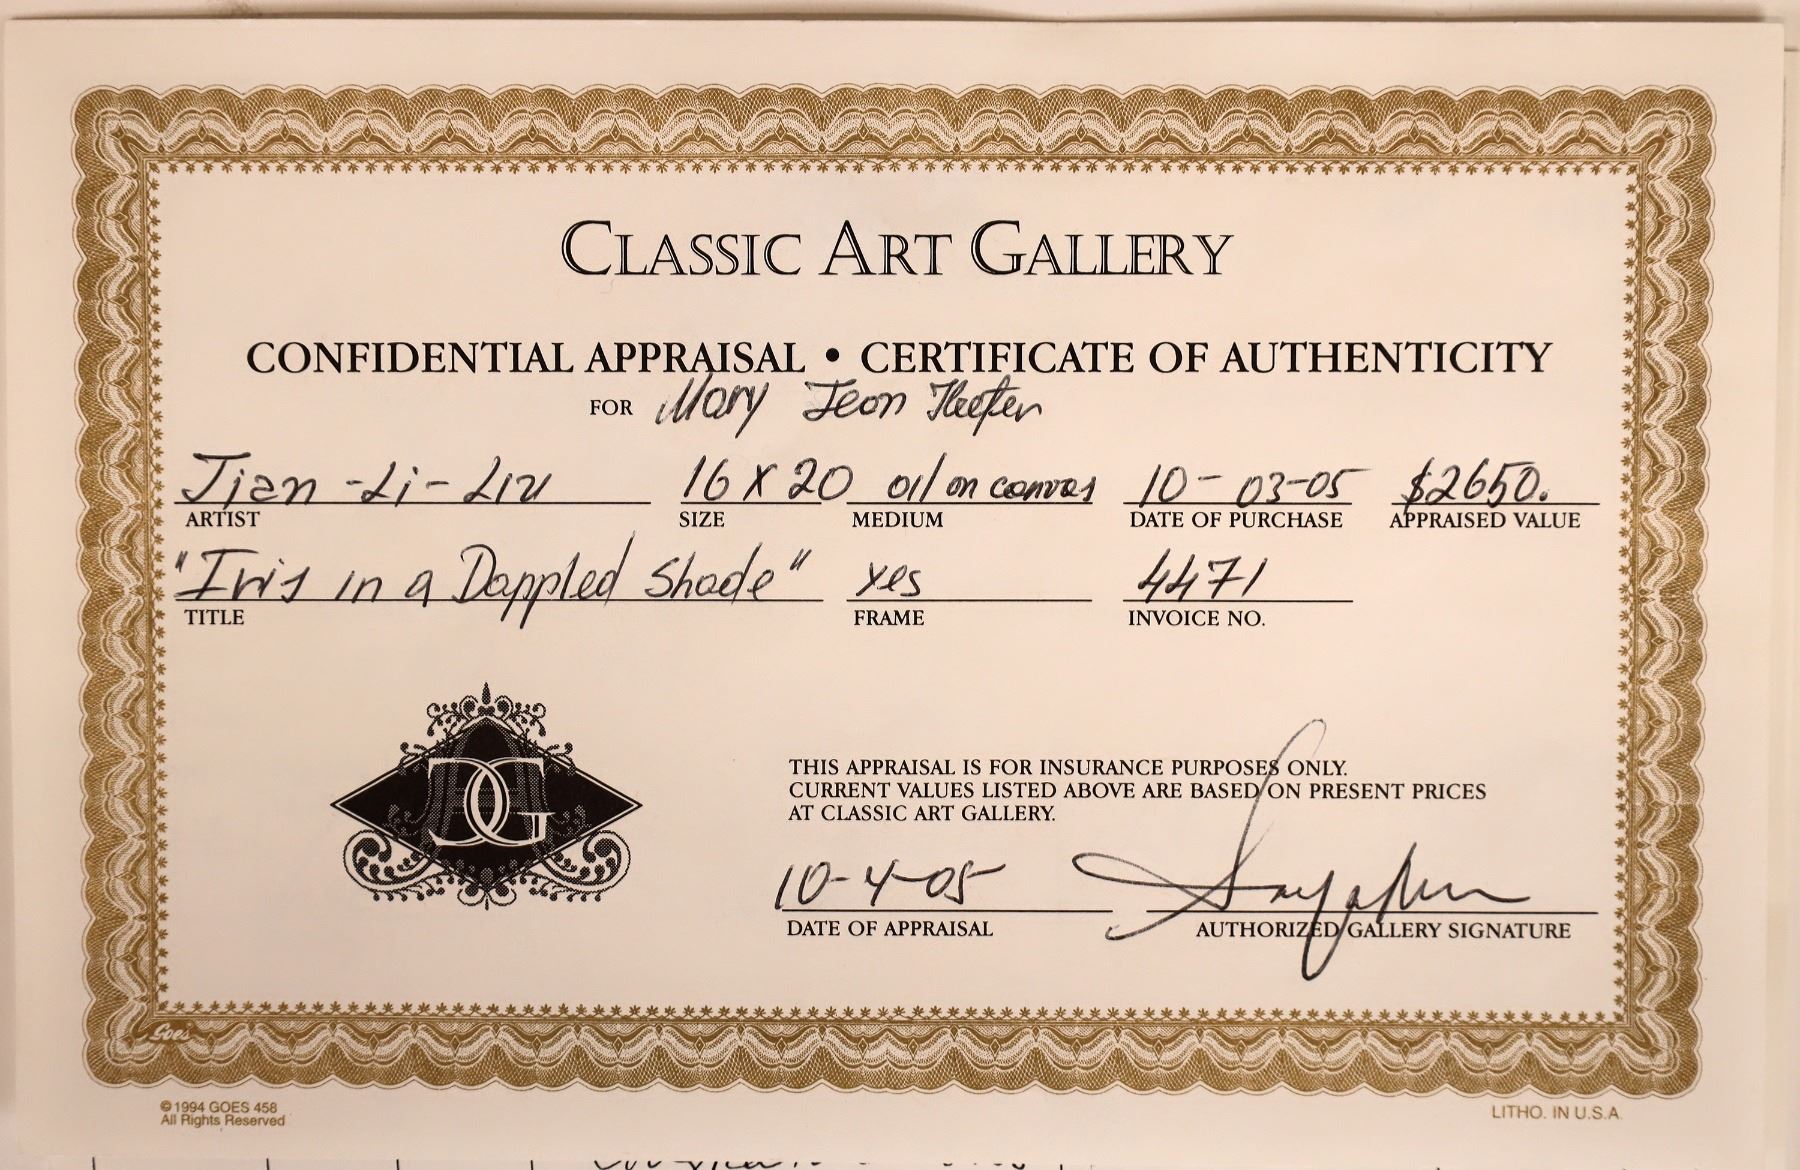 CLASSIC ART GALLERY
CONFIDENTIAL APPRAISAL • CERTIFICATE OF AUTHENTICITY
FOR Mary Jean
Jian-Li-Liu 16 X 20 oil on canvas 10-03-05 $2650.
ARTIST SIZE MEDIUM DATE OF PURCHASE APPRAISED VALUE
"Iris in a Dappled Shade" yes 4471
TITLE FRAME INVOICE NO.
CG
THIS APPRAISAL IS FOR INSURANCE PURPOSES ONLY.
CURRENT VALUES LISTED ABOVE ARE BASED ON PRESENT PRICES
AT CLASSIC ART GALLERY.
10-4-05
DATE OF APPRAISAL AUTHORIZED GALLERY SIGNATURE
Goes
©1994 GOES 458
All Rights Reserved
LITHO. IN U.S.A.